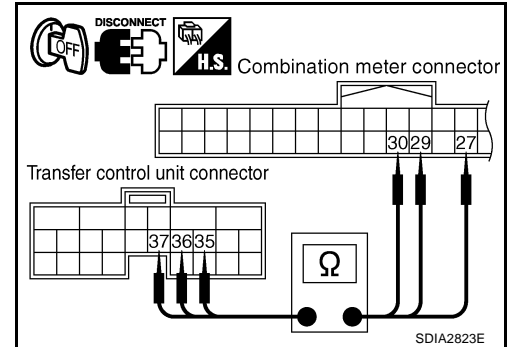 DISCONNECT
OFF
H.S.
Combination meter connector
30 29 27
Transfer control unit connector
37 36 35
Ω
SDIA2823E